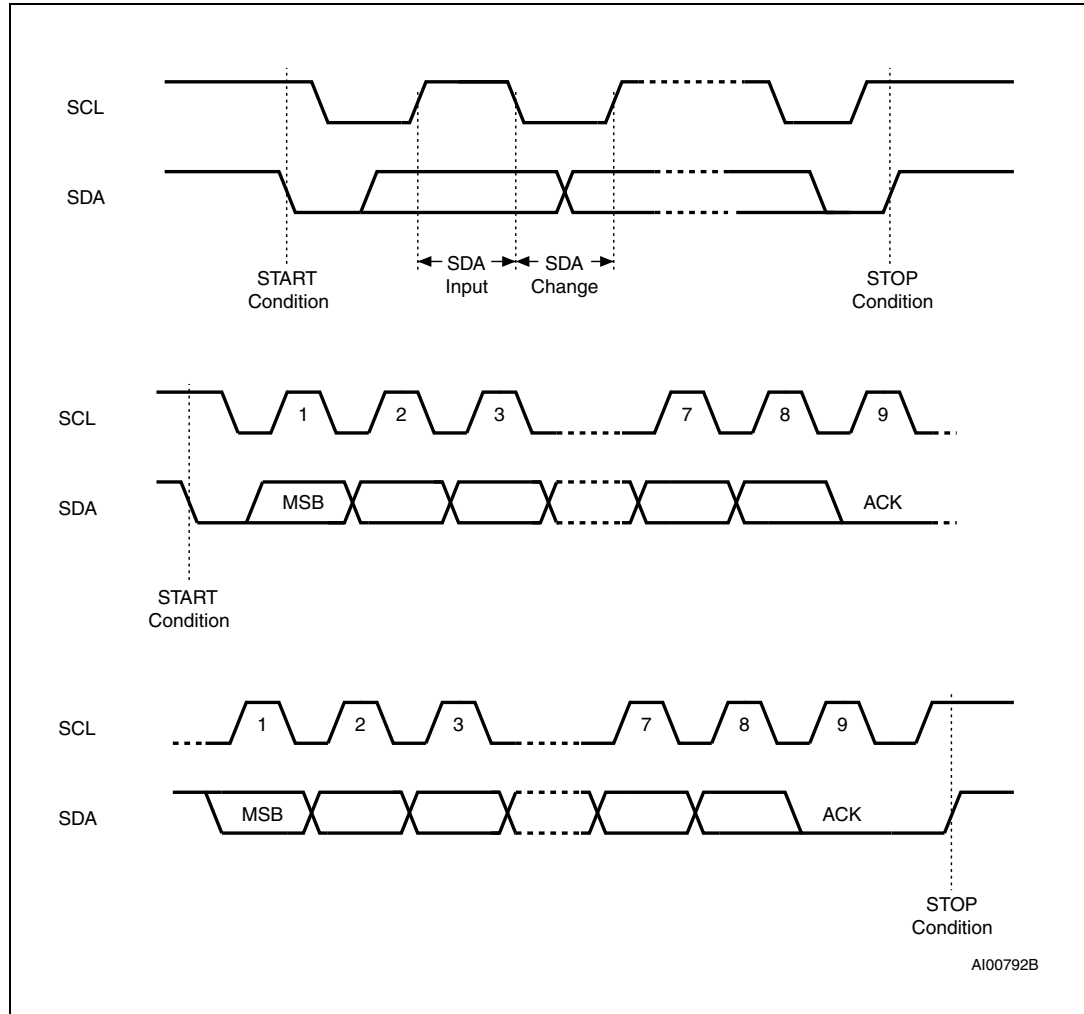 SCL
SDA
START
Condition
SDA
Input
SDA
Change
STOP
Condition
SCL
1 2 3 7 8 9
SDA
MSB ACK
START
Condition
SCL
1 2 3 7 8 9
SDA
MSB ACK
STOP
Condition
AI00792B